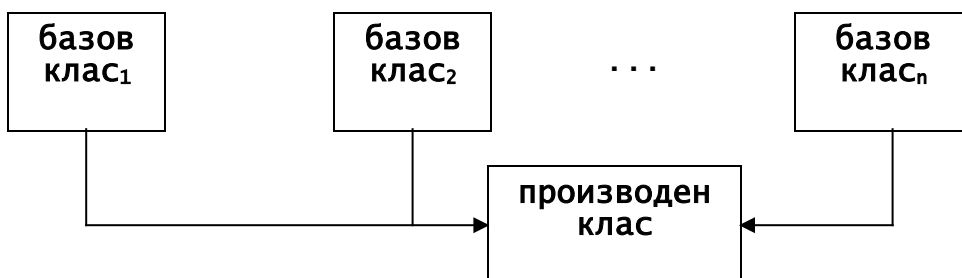 базов
клас₁
базов
клас₂
. . .
базов
класₙ
производен
клас